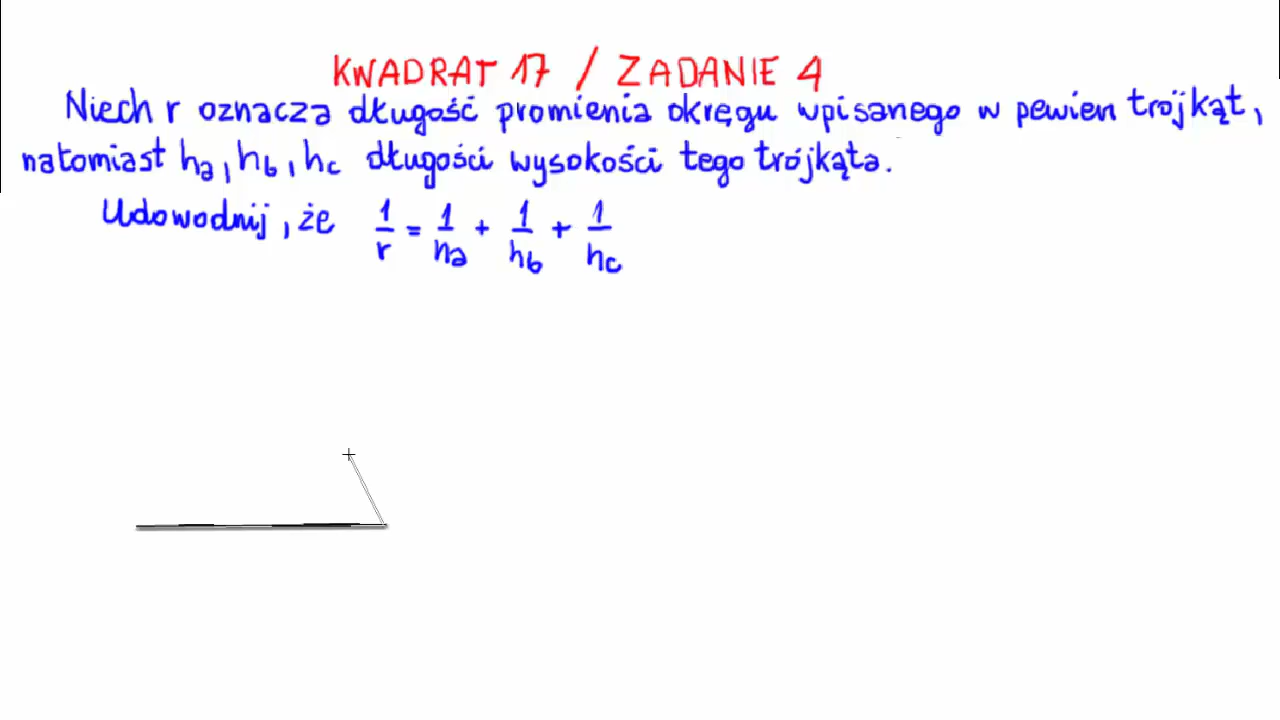 KWADRAT 17 / ZADANIE 4
Niech r oznacza długość promienia okręgu wpisanego w pewien trójkąt,
natomiast ha, hb, hc długości wysokości tego trójkąta.
Udowodnij, że 1/r = 1/ha + 1/hb + 1/hc